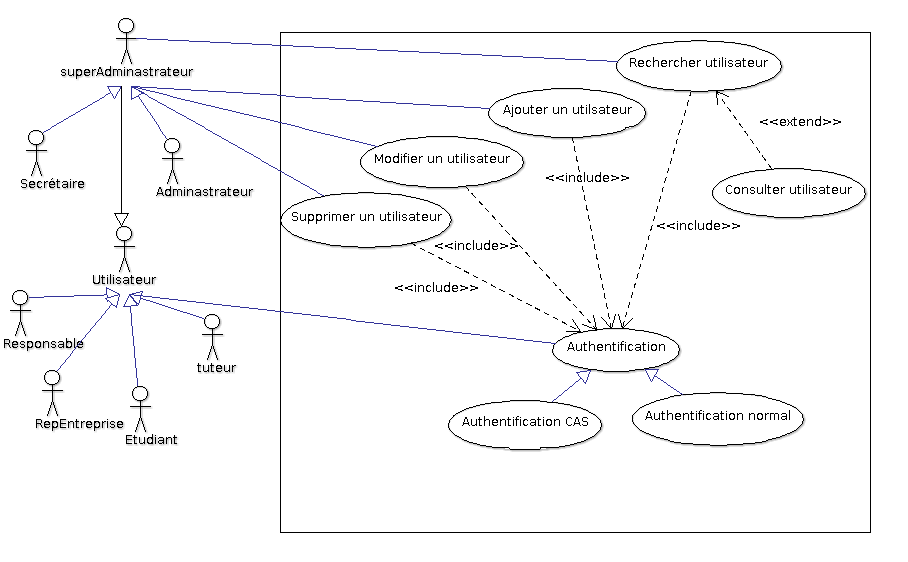 superAdminastrateur
Rechercher utilisateur
Ajouter un utilsateur
<<extend>>
Secrétaire
Adminastrateur
Modifier un utilisateur
<<include>>
Consulter utilisateur
Supprimer un utilisateur
<<include>>
<<include>>
Utilisateur
<<include>>
Responsable
Authentification
tuteur
RepEntreprise
Etudiant
Authentification CAS
Authentification normal